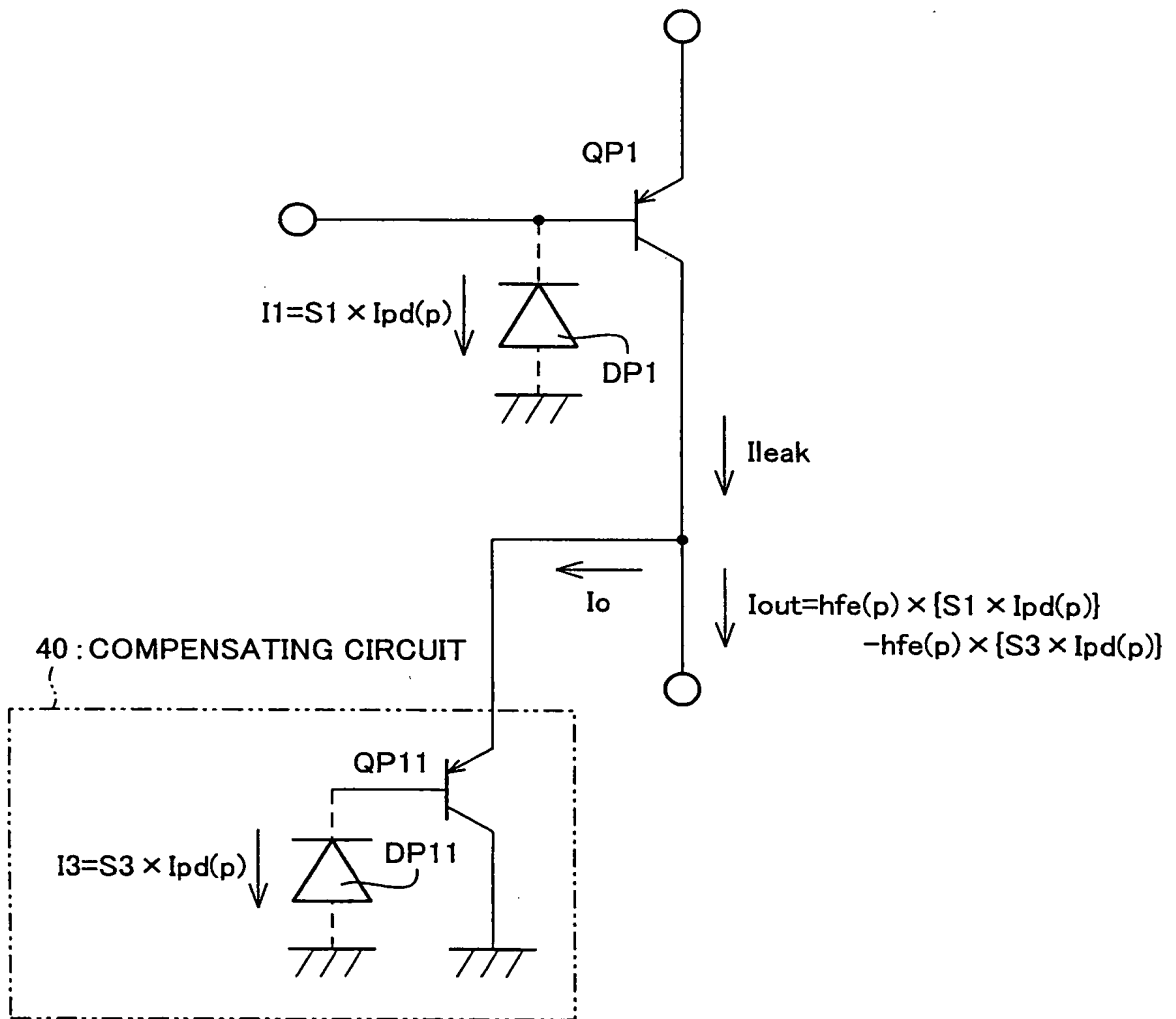 QP1
I1=S1 × Ipd(p)
DP1
Ileak
Io
Iout=hfe(p) × {S1 × Ipd(p)}
-hfe(p) × {S3 × Ipd(p)}
40 : COMPENSATING CIRCUIT
QP11
I3=S3 × Ipd(p)
DP11